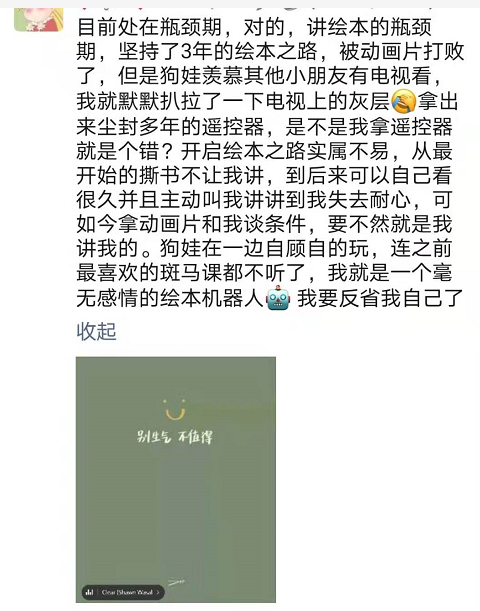 目前处在瓶颈期，对的，讲绘本的瓶颈
期，坚持了3年的绘本之路，被动画片打败
了，但是狗娃羡慕其他小朋友有电视看，
我就默默扒拉了一下电视上的灰层🤣拿出
来尘封多年的遥控器，是不是我拿遥控器
就是个错？开启绘本之路实属不易，从最
开始的撕书不让我讲，到后来可以自己看
很久并且主动叫我讲讲到我失去耐心，可
如今拿动画片和我谈条件，要不然就是我
讲我的。狗娃在一边自顾自的玩，连之前
最喜欢的斑马课都不听了，我就是一个毫
无感情的绘本机器人🤖 我要反省我自己了
收起
别生气 不值得
Clear (Shawn Wasabi